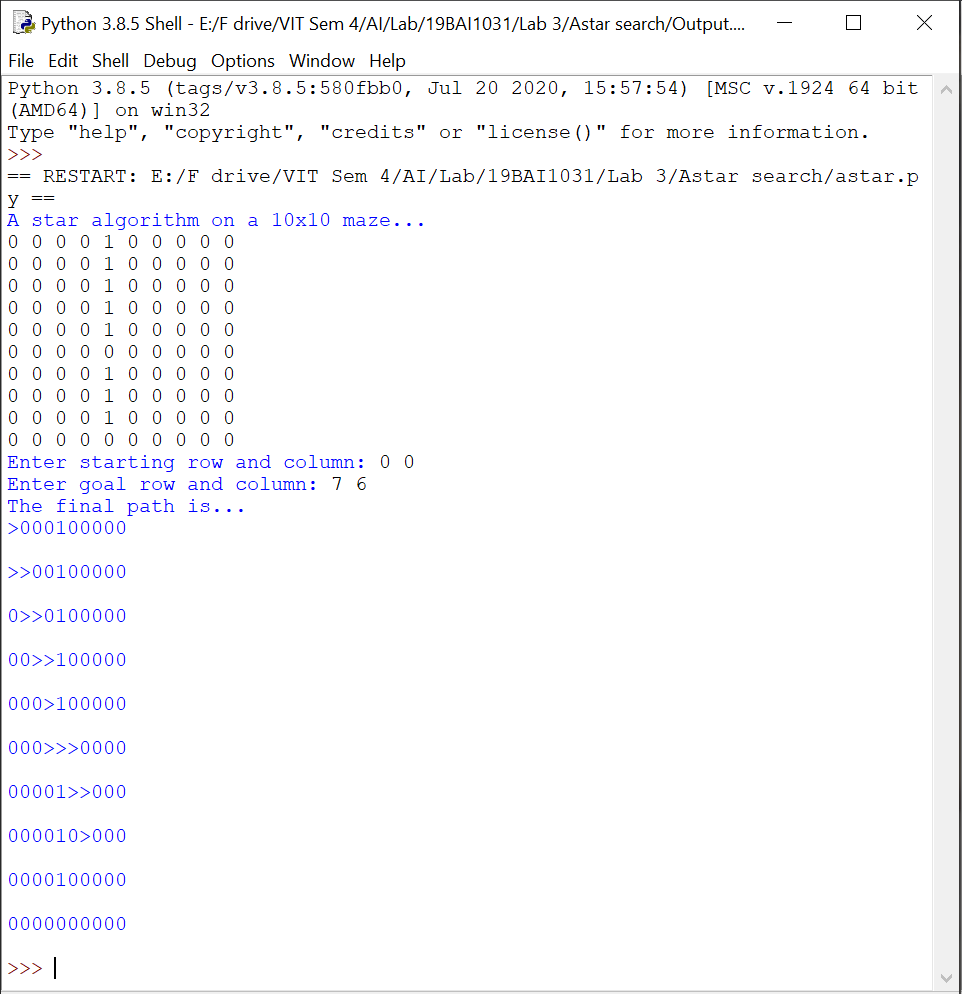 Python 3.8.5 Shell - E:/F drive/VIT Sem 4/AI/Lab/19BAI1031/Lab 3/Astar search/Output....
File Edit Shell Debug Options Window Help
Python 3.8.5 (tags/v3.8.5:580fbb0, Jul 20 2020, 15:57:54) [MSC v.1924 64 bit
(AMD64)] on win32
Type "help", "copyright", "credits" or "license()" for more information.
>>>
== RESTART: E:/F drive/VIT Sem 4/AI/Lab/19BAI1031/Lab 3/Astar search/astar.p
y ==
A star algorithm on a 10x10 maze...
0 0 0 0 1 0 0 0 0 0
0 0 0 0 1 0 0 0 0 0
0 0 0 0 1 0 0 0 0 0
0 0 0 0 1 0 0 0 0 0
0 0 0 0 1 0 0 0 0 0
0 0 0 0 0 0 0 0 0 0
0 0 0 0 1 0 0 0 0 0
0 0 0 0 1 0 0 0 0 0
0 0 0 0 1 0 0 0 0 0
0 0 0 0 0 0 0 0 0 0
Enter starting row and column: 0 0
Enter goal row and column: 7 6
The final path is...
>000100000
>>00100000
0>>0100000
00>>100000
000>100000
000>>>0000
00001>>000
000010>000
0000100000
0000000000
>>>